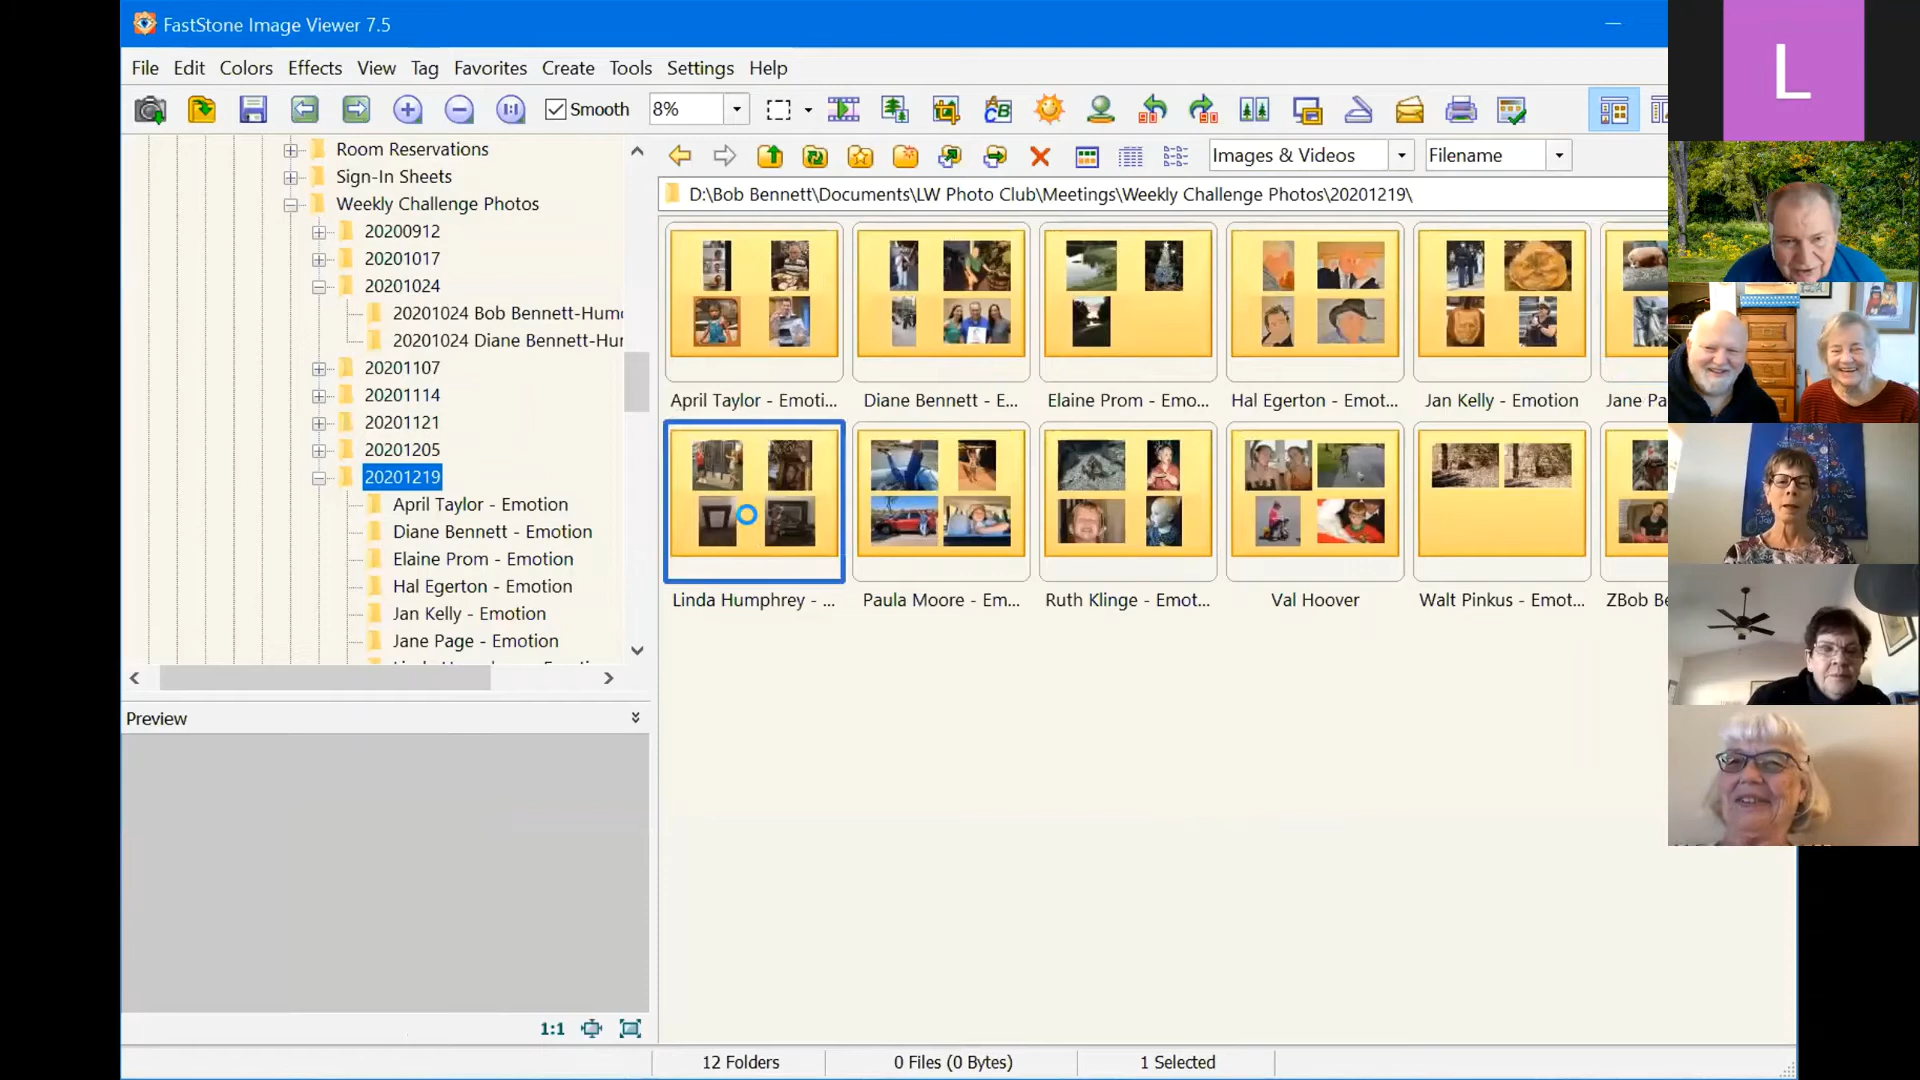 FastStone Image Viewer 7.5
File Edit Colors Effects View Tag Favorites Create Tools Settings Help
Smooth 8%
L
Images & Videos Filename
D:\Bob Bennett\Documents\LW Photo Club\Meetings\Weekly Challenge Photos\20201219\
Room Reservations
Sign-In Sheets
Weekly Challenge Photos
20200912
20201017
20201024
20201024 Bob Bennett-Hum
20201024 Diane Bennett-Hu
20201107
20201114
20201121
20201205
20201219
April Taylor - Emotion
Diane Bennett - Emotion
Elaine Prom - Emotion
Hal Egerton - Emotion
Jan Kelly - Emotion
Jane Page - Emotion
April Taylor - Emoti... Diane Bennett - E... Elaine Prom - Emo... Hal Egerton - Emot... Jan Kelly - Emotion Jane Pa
Linda Humphrey - ... Paula Moore - Em... Ruth Klinge - Emot... Val Hoover Walt Pinkus - Emot... ZBob Be
Preview
1:1
12 Folders 0 Files (0 Bytes) 1 Selected